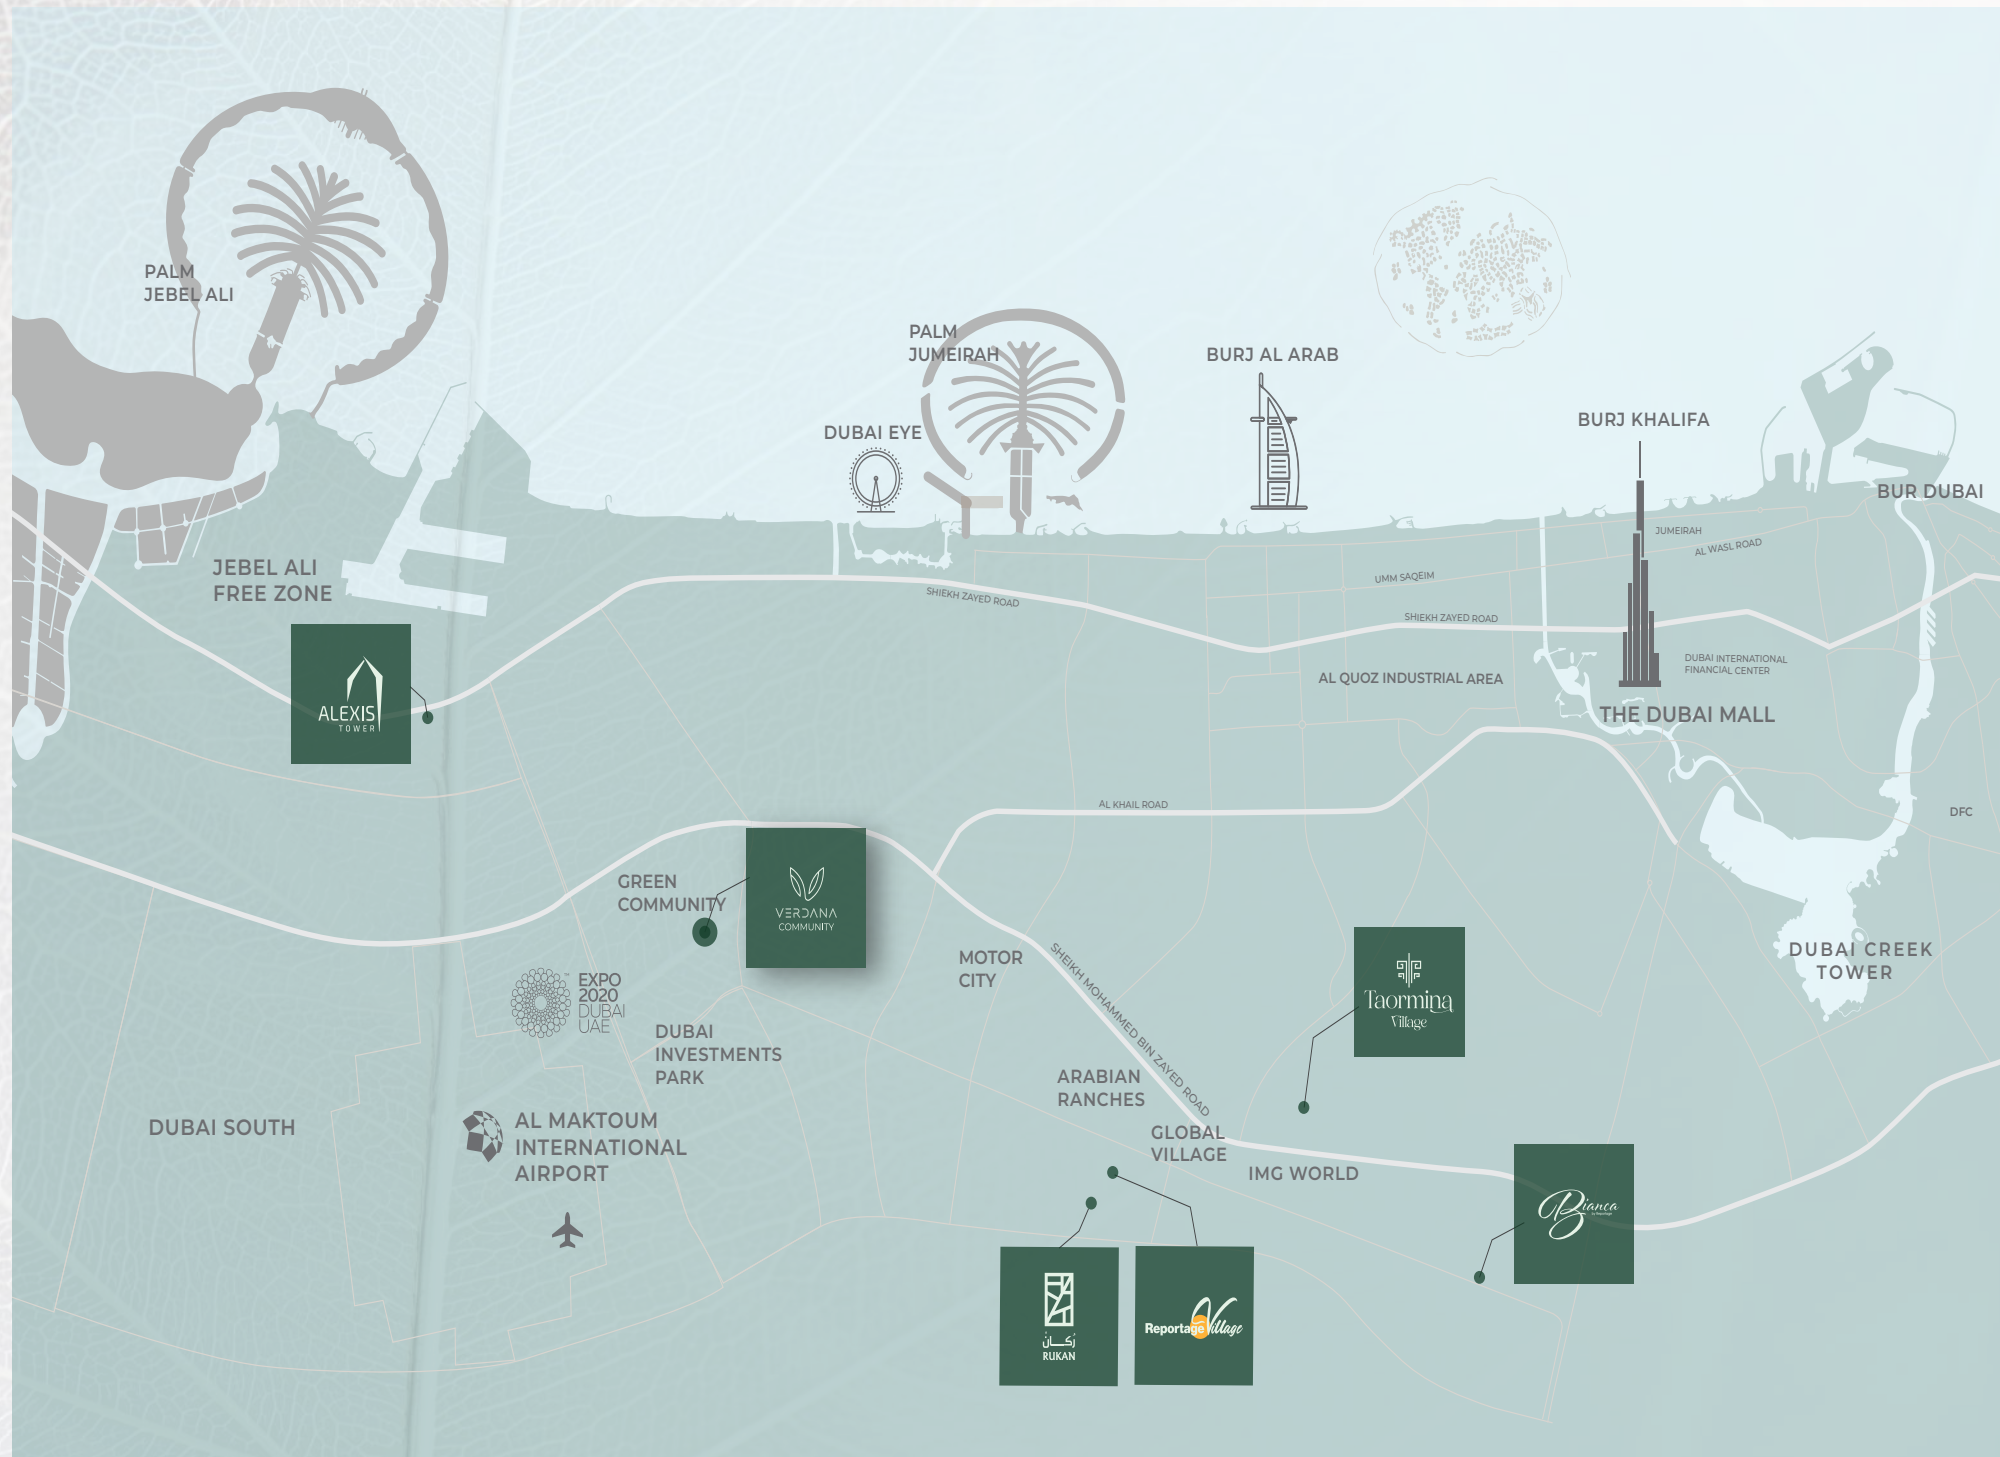 PALM
JEBEL ALI
PALM
JUMEIRAH
BURJ AL ARAB
DUBAI EYE
BURJ KHALIFA
BUR DUBAI
JUMEIRAH
AL WASL ROAD
JEBEL ALI
FREE ZONE
UMM SAQEIM
SHIEKH ZAYED ROAD
SHIEKH ZAYED ROAD
DUBAI INTERNATIONAL
FINANCIAL CENTER
AL QUOZ INDUSTRIAL AREA
THE DUBAI MALL
ALEXIS
TOWER
AL KHAIL ROAD
DFC
GREEN
COMMUNITY
VERDANA
COMMUNITY
MOTOR
CITY
SHEIKH MOHAMMED BIN ZAYED ROAD
DUBAI CREEK
TOWER
EXPO
2020
DUBAI
UAE
Taormina
Village
DUBAI
INVESTMENTS
PARK
ARABIAN
RANCHES
DUBAI SOUTH
AL MAKTOUM
INTERNATIONAL
AIRPORT
GLOBAL
VILLAGE
IMG WORLD
Bianca
by Reportage
رُكــانْ
RUKAN
Reportage Village